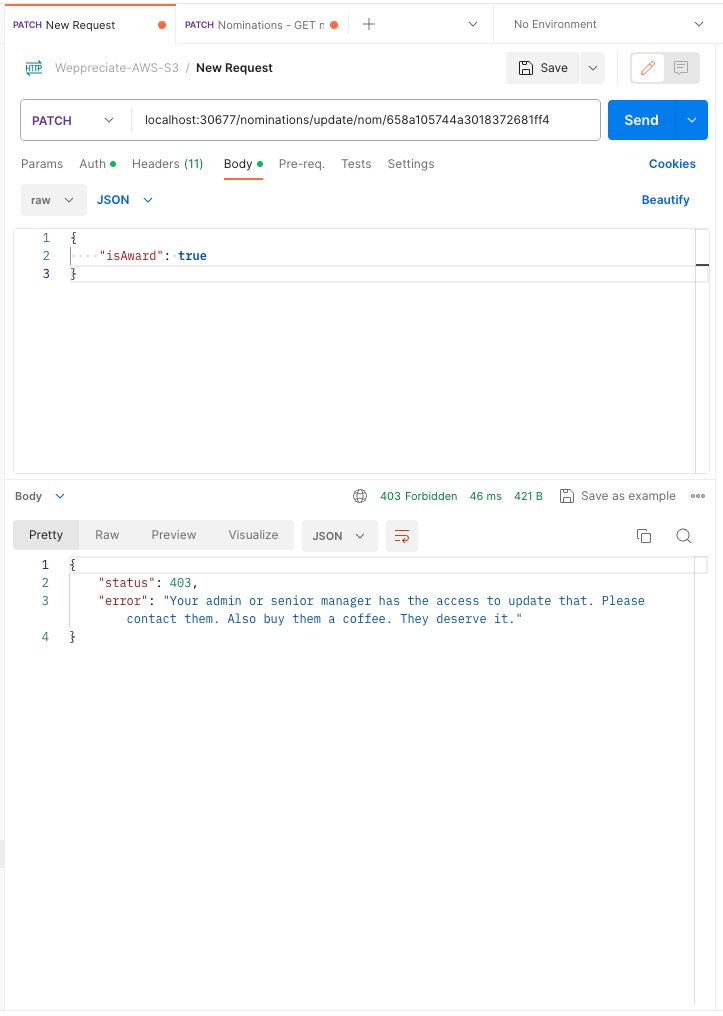 PATCH New Request
PATCH Nominations - GET n
No Environment
HTTP Weppreciate-AWS-S3 / New Request
Save
PATCH
localhost:30677/nominations/update/nom/658a105744a3018372681ff4
Send
Params Auth Headers (11) Body Pre-req. Tests Settings Cookies
raw JSON Beautify
1 {
2 ····"isAward":·true
3 }
Body 403 Forbidden 46 ms 421 B Save as example
Pretty Raw Preview Visualize JSON
1 {
2 "status": 403,
3 "error": "Your admin or senior manager has the access to update that. Please
contact them. Also buy them a coffee. They deserve it."
4 }